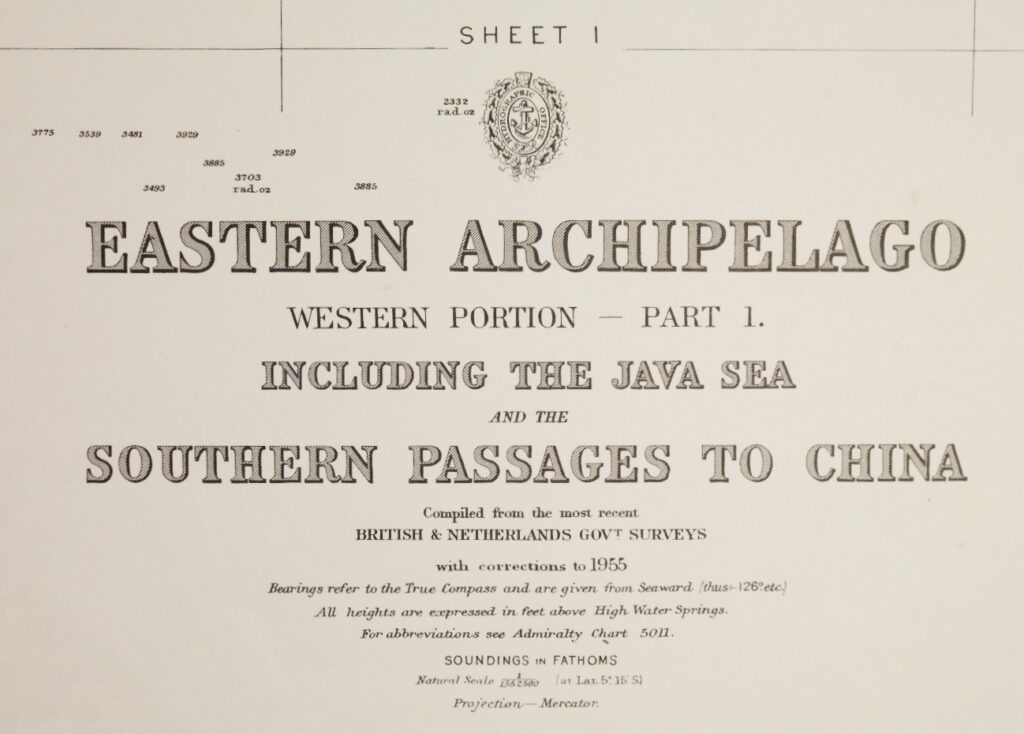 SHEET 1
HYDROGRAPHIC OFFICE
2332
rad.oz
3775 3539 3481 3929
3929
3885
3703
rad.oz
3493
3885
EASTERN ARCHIPELAGO
WESTERN PORTION — PART 1.
INCLUDING THE JAVA SEA
AND THE
SOUTHERN PASSAGES TO CHINA
Compiled from the most recent
BRITISH & NETHERLANDS GOVT SURVEYS
with corrections to 1955
Bearings refer to the True Compass and are given from Seaward (thus:- 126° etc.)
All heights are expressed in feet above High Water Springs.
For abbreviations see Admiralty Chart 5011.
SOUNDINGS IN FATHOMS
Natural Scale (at Lat. 5° 15' S)
Projection — Mercator.